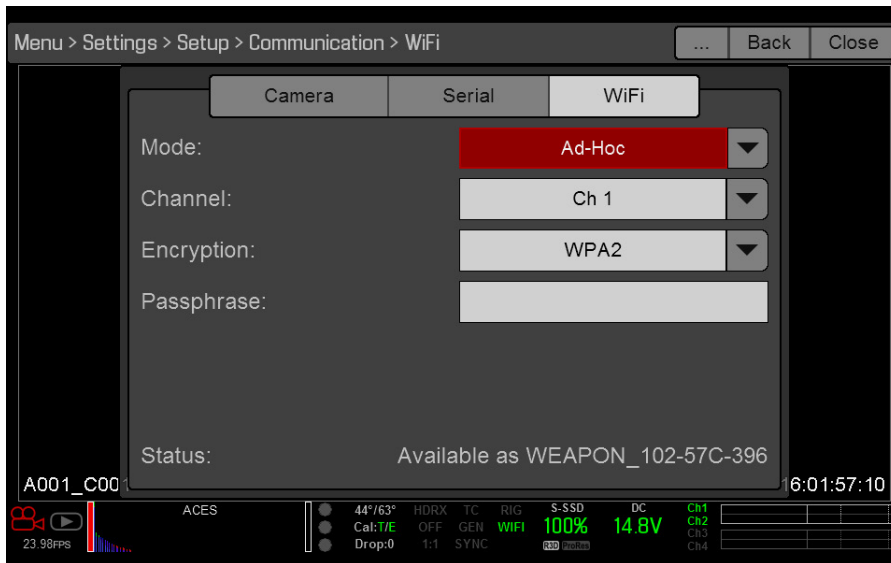 Menu > Settings > Setup > Communication > WiFi ... Back Close
Camera Serial WiFi
Mode: Ad-Hoc
Channel: Ch 1
Encryption: WPA2
Passphrase:
Status: Available as WEAPON_102-57C-396
A001_C00 6:01:57:10
ACES 44°/63° HDRX TC RIG S-SSD DC Ch1
Cal:T/E OFF GEN WIFI 100% 14.8V Ch2
Ch3
23.98FPS Drop:0 1:1 SYNC R3D ProRes Ch4